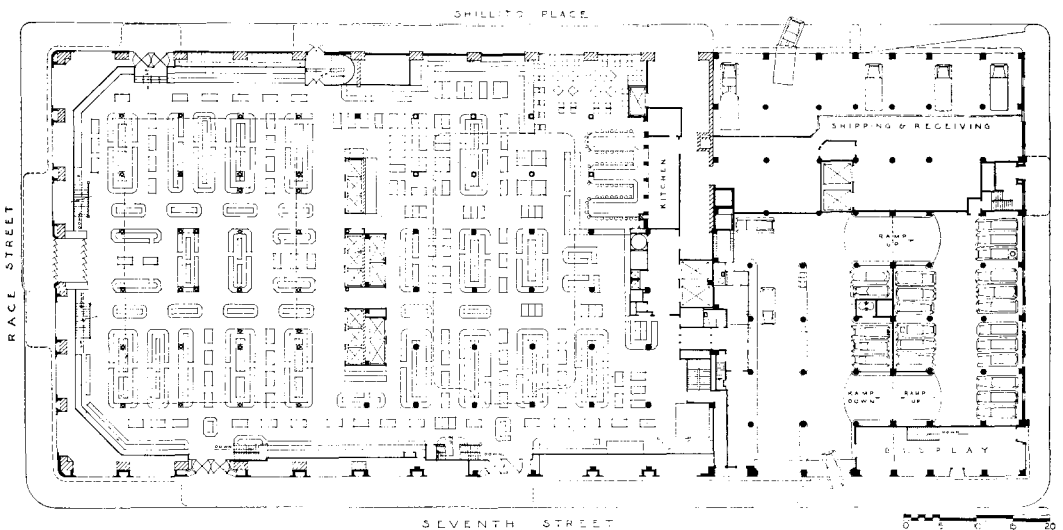 SHILLITO PLACE
SHIPPING & RECEIVING
KITCHEN
RACE STREET
RAMP UP
RAMP DOWN
RAMP UP
DOWN
DISPLAY
SEVENTH STREET
0 5 10 15 20